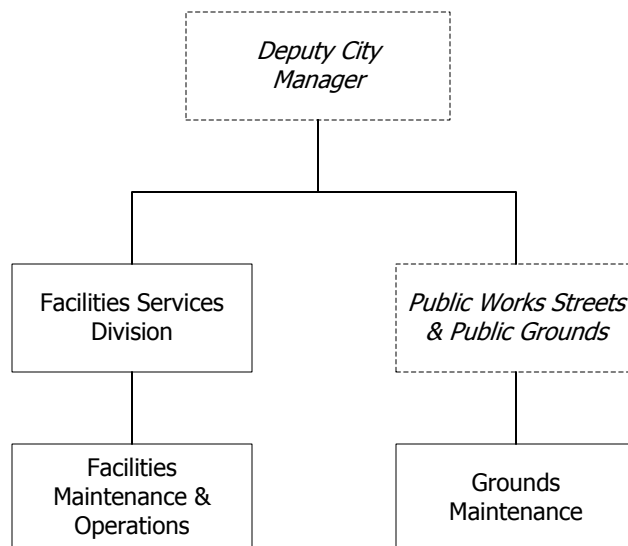 Deputy City
Manager
Facilities Services
Division
Public Works Streets
& Public Grounds
Facilities
Maintenance &
Operations
Grounds
Maintenance